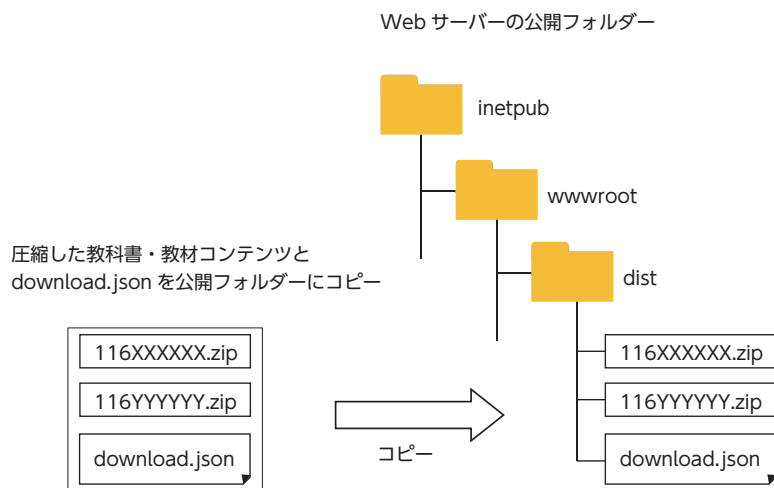 Web サーバーの公開フォルダー
inetpub
wwwroot
dist
圧縮した教科書・教材コンテンツと
download.json を公開フォルダーにコピー
116XXXXXX.zip
116YYYYYY.zip
download.json
コピー
116XXXXXX.zip
116YYYYYY.zip
download.json